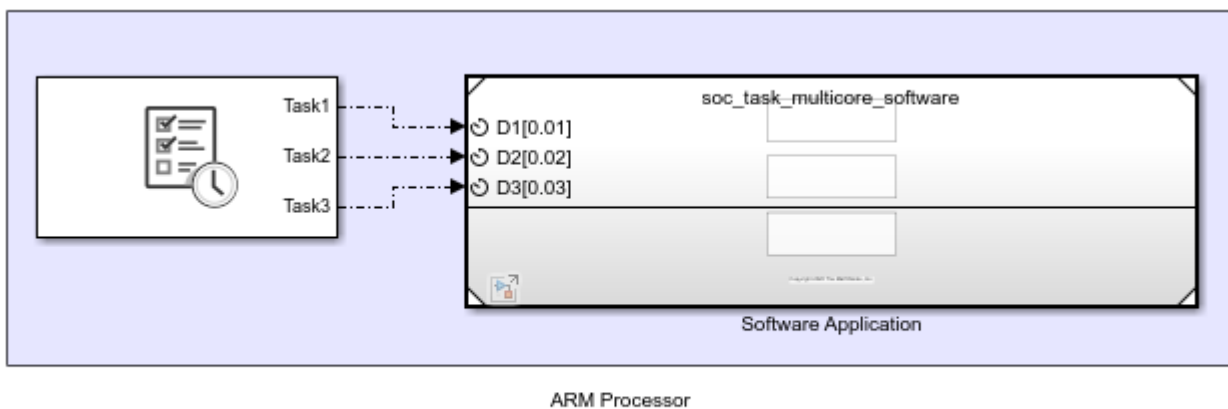 Task1
Task2
Task3
soc_task_multicore_software
D1[0.01]
D2[0.02]
D3[0.03]
Software Application
ARM Processor